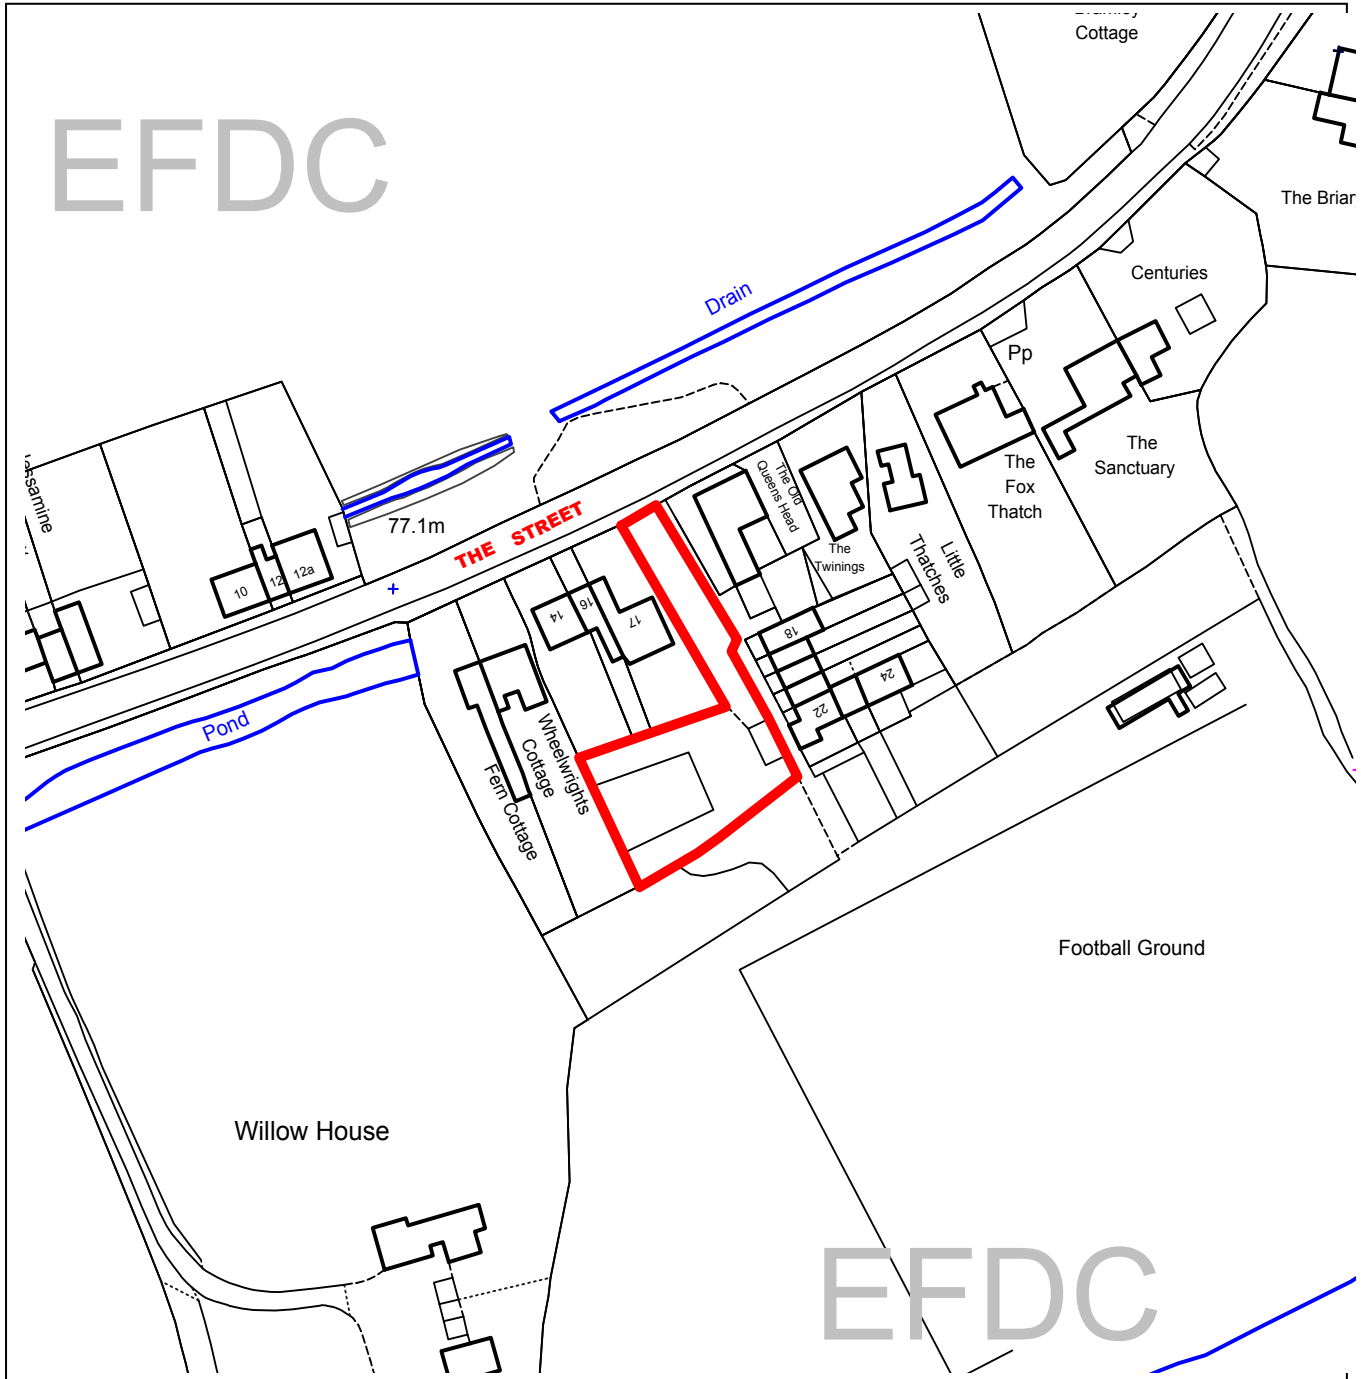 Cottage
EFDC
The Briar
Centuries
Drain
Pp
The
Sanctuary
The
Fox
Thatch
The Old
Queens Head
Jessamine
77.1m
THE STREET
The
Twinings
Little
Thatches
10
12
12a
14
16
17
18
22
24
Pond
Wheelwrights
Cottage
Fern Cottage
Football Ground
Willow House
EFDC